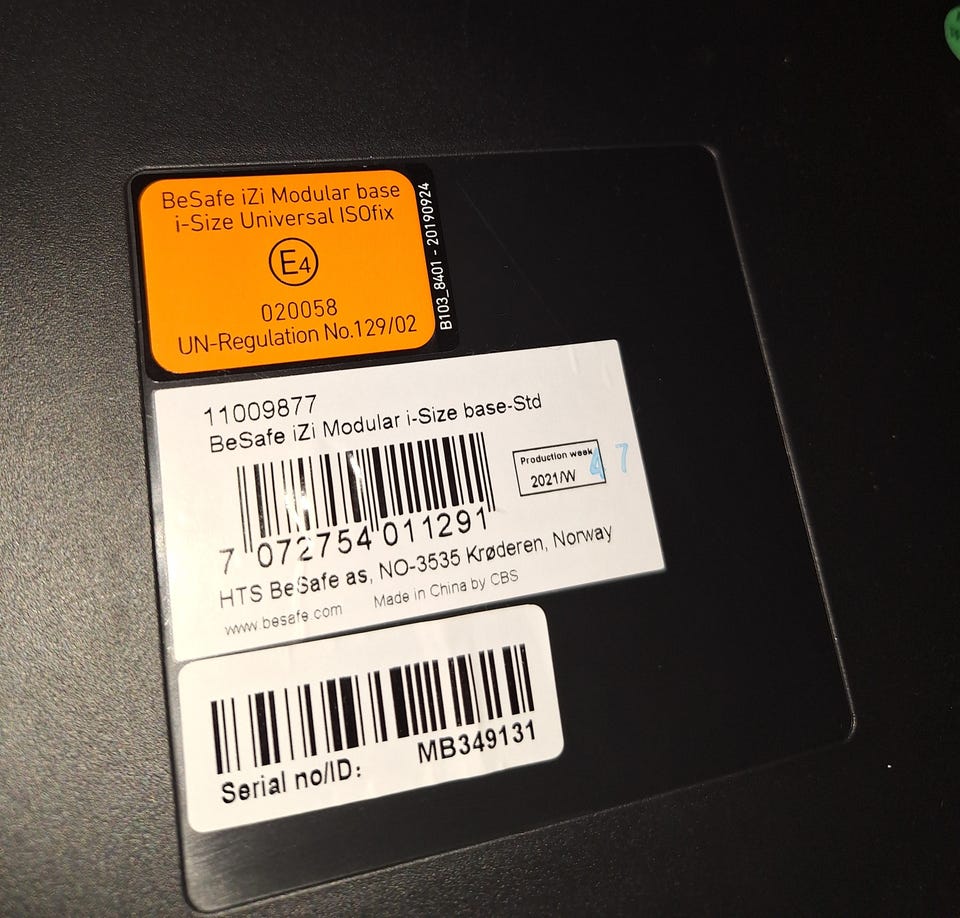 BeSafe iZi Modular base
i-Size Universal ISOfix
E4
020058
UN-Regulation No.129/02
B103_8401 - 20190924
11009877
BeSafe iZi Modular i-Size base-Std
Production week
2021/W 47
7 072754 011291
HTS BeSafe as, NO-3535 Krøderen, Norway
www.besafe.com Made in China by CBS
Serial no/ID: MB349131